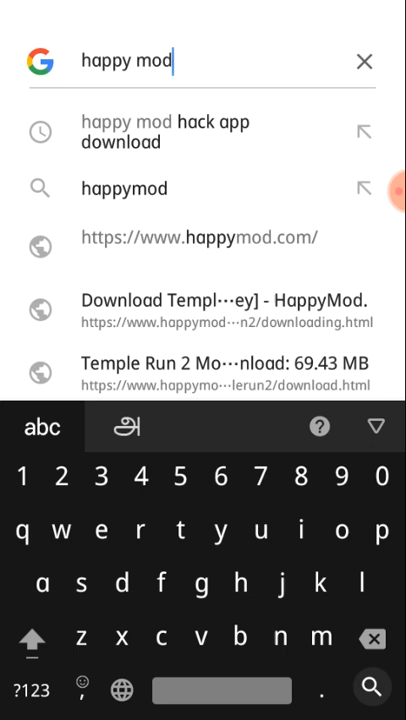 happy mod
happy mod hack app
download
happymod
https://www.happymod.com/
Download Templ···ey] - HappyMod.
https://www.happymod···n2/downloading.html
Temple Run 2 Mo···nload: 69.43 MB
https://www.happymo···lerun2/download.html
abc அ
1 2 3 4 5 6 7 8 9 0
q w e r t y u i o p
a s d f g h j k l
z x c v b n m
?123 , .